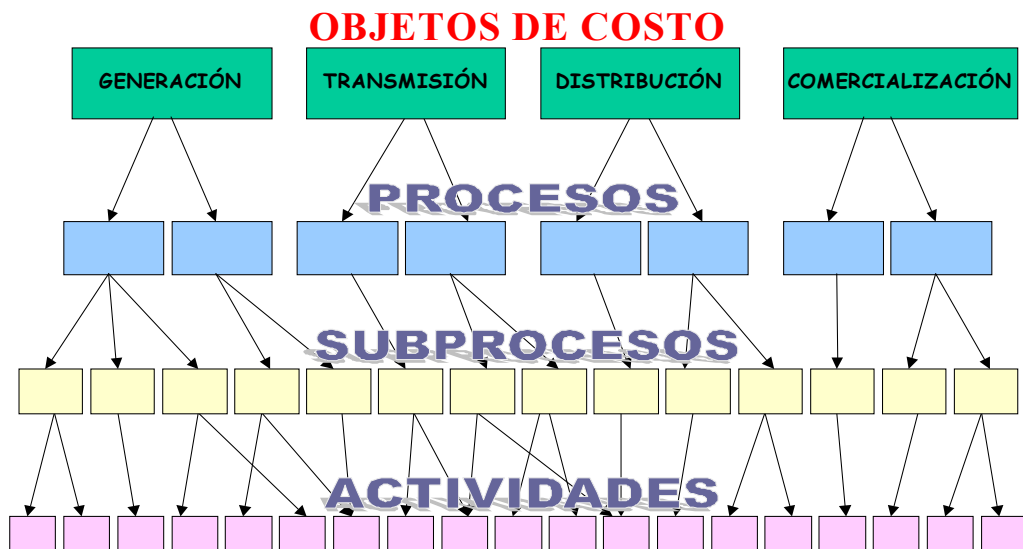 OBJETOS DE COSTO
GENERACIÓN
TRANSMISIÓN
DISTRIBUCIÓN
COMERCIALIZACIÓN
PROCESOS
SUBPROCESOS
ACTIVIDADES